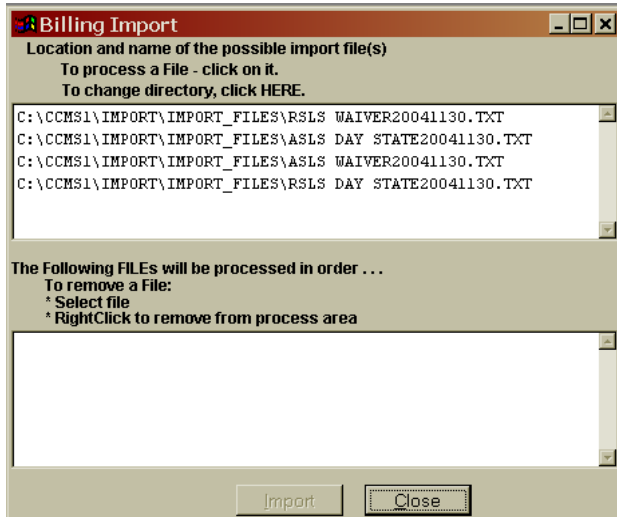 Billing Import
Location and name of the possible import file(s)
To process a File - click on it.
To change directory, click HERE.
C:\CCMS1\IMPORT\IMPORT_FILES\RSLS WAIVER20041130.TXT
C:\CCMS1\IMPORT\IMPORT_FILES\ASLS DAY STATE20041130.TXT
C:\CCMS1\IMPORT\IMPORT_FILES\ASLS WAIVER20041130.TXT
C:\CCMS1\IMPORT\IMPORT_FILES\RSLS DAY STATE20041130.TXT
The Following FILEs will be processed in order . . .
To remove a File:
* Select file
* RightClick to remove from process area
Import Close